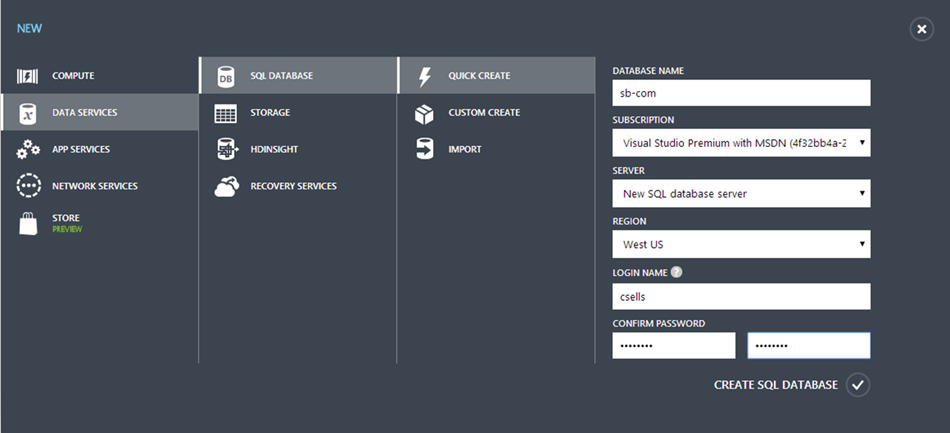 NEW
COMPUTE
DATA SERVICES
APP SERVICES
NETWORK SERVICES
STORE
PREVIEW
SQL DATABASE
STORAGE
HDINSIGHT
RECOVERY SERVICES
QUICK CREATE
CUSTOM CREATE
IMPORT
DATABASE NAME
sb-com
SUBSCRIPTION
Visual Studio Premium with MSDN (4f32bb4a-2
SERVER
New SQL database server
REGION
West US
LOGIN NAME ?
csells
CONFIRM PASSWORD
•••••••• ••••••••
CREATE SQL DATABASE